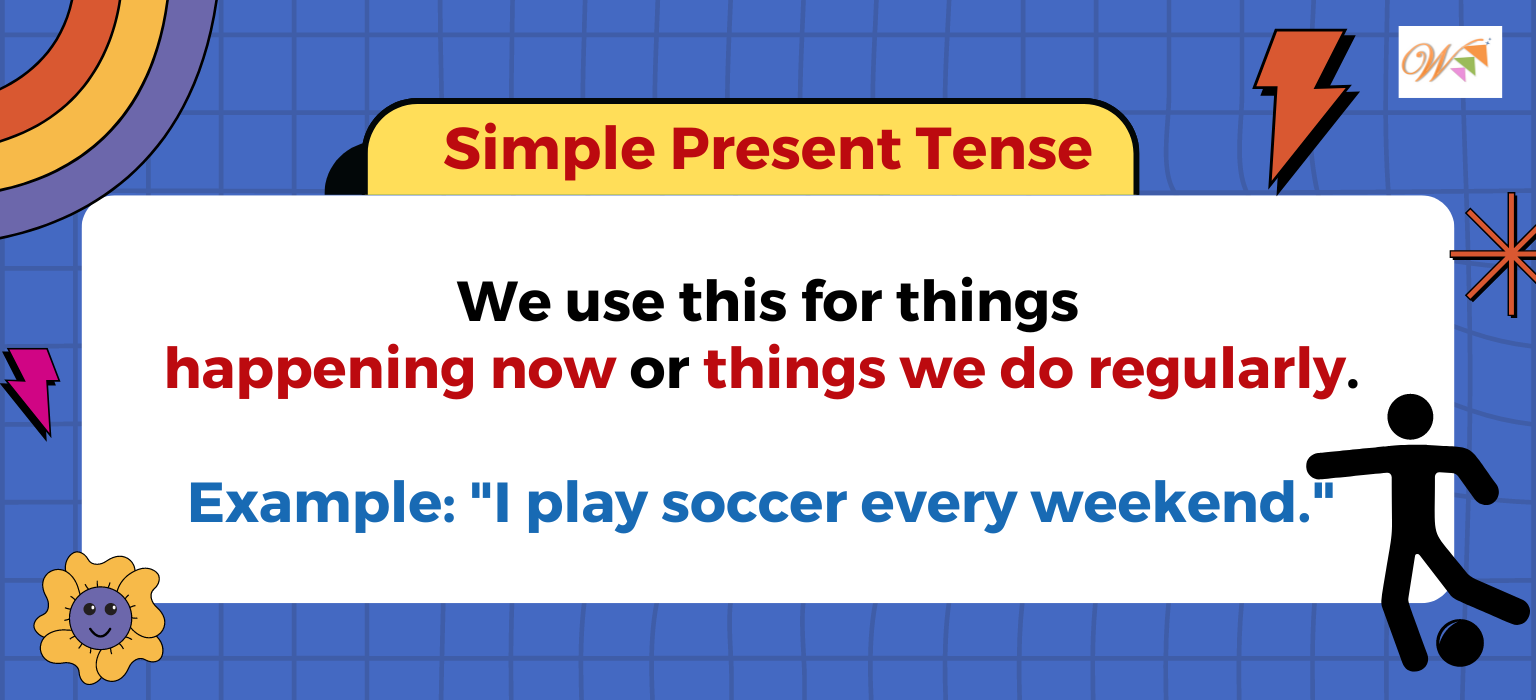 W
Simple Present Tense
We use this for things
happening now or things we do regularly.
Example: "I play soccer every weekend."